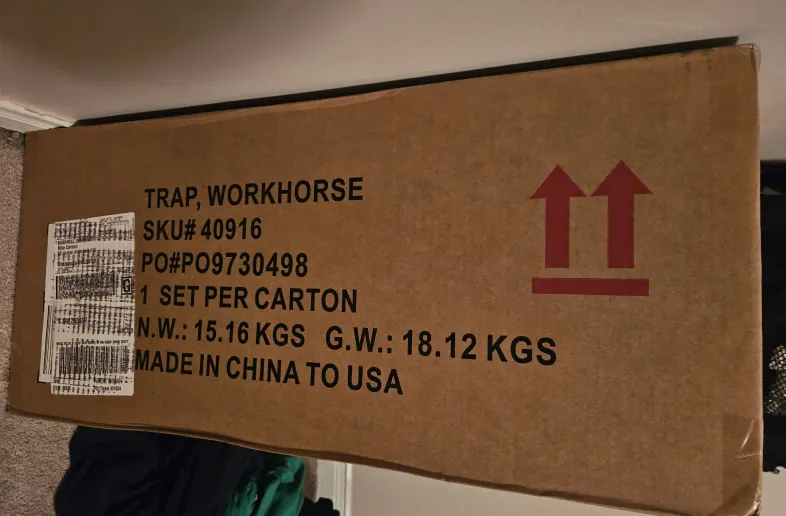 TRAP, WORKHORSE
SKU# 40916
PO#PO9730498
1 SET PER CARTON
N.W.: 15.16 KGS G.W.: 18.12 KGS
MADE IN CHINA TO USA